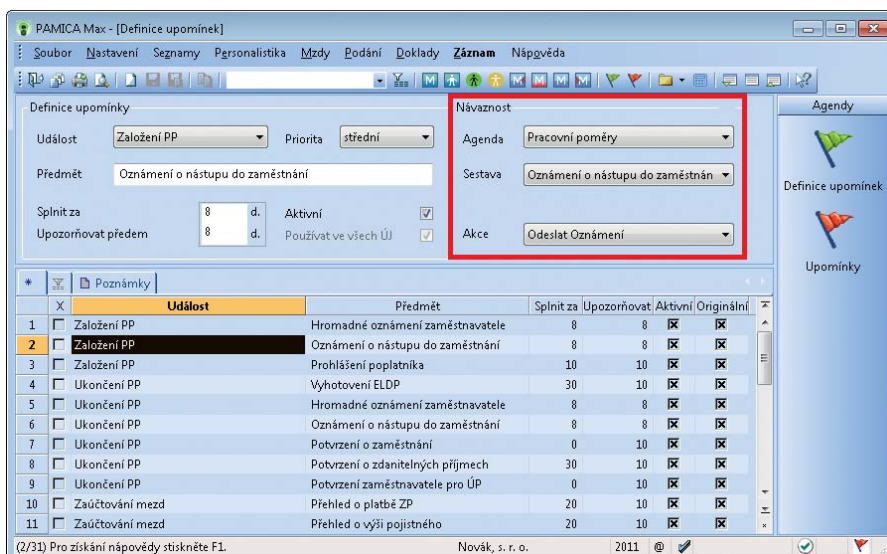 PAMICA Max - [Definice upomínek]
Soubor Nastavení Seznamy Personalistika Mzdy Podání Doklady Záznam Nápověda
Definice upomínky
Událost Založení PP Priorita střední
Předmět Oznámení o nástupu do zaměstnání
Splnit za 8 d. Aktivní
Upozorňovat předem 8 d. Používat ve všech ÚJ
Návaznost
Agenda Pracovní poměry
Sestava Oznámení o nástupu do zaměstnán
Akce Odeslat Oznámení
Agendy
Definice upomínek
Upomínky
* Poznámky
X Událost Předmět Splnit za Upozorňovat Aktivní Originální
1 Založení PP Hromadné oznámení zaměstnavatele 8 8
2 Založení PP Oznámení o nástupu do zaměstnání 8 8
3 Založení PP Prohlášení poplatníka 10 10
4 Ukončení PP Vyhotovení ELDP 30 10
5 Ukončení PP Hromadné oznámení zaměstnavatele 8 8
6 Ukončení PP Oznámení o nástupu do zaměstnání 8 8
7 Ukončení PP Potvrzení o zaměstnání 0 10
8 Ukončení PP Potvrzení o zdanitelných příjmech 30 10
9 Ukončení PP Potvrzení zaměstnavatele pro ÚP 0 10
10 Zaúčtování mezd Přehled o platbě ZP 20 10
11 Zaúčtování mezd Přehled o výši pojistného 20 10
(2/31) Pro získání nápovědy stiskněte F1. Novák, s. r. o. 2011 @